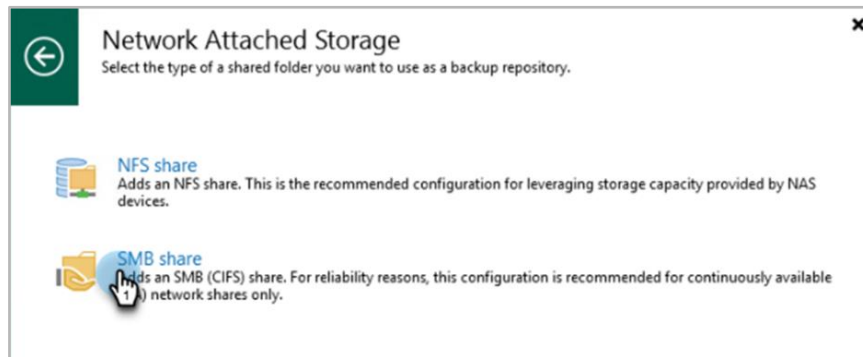 Network Attached Storage
Select the type of a shared folder you want to use as a backup repository.
NFS share
Adds an NFS share. This is the recommended configuration for leveraging storage capacity provided by NAS
devices.
SMB share
an SMB (CIFS) share. For reliability reasons, this configuration is recommended for continuously available
network shares only.
1